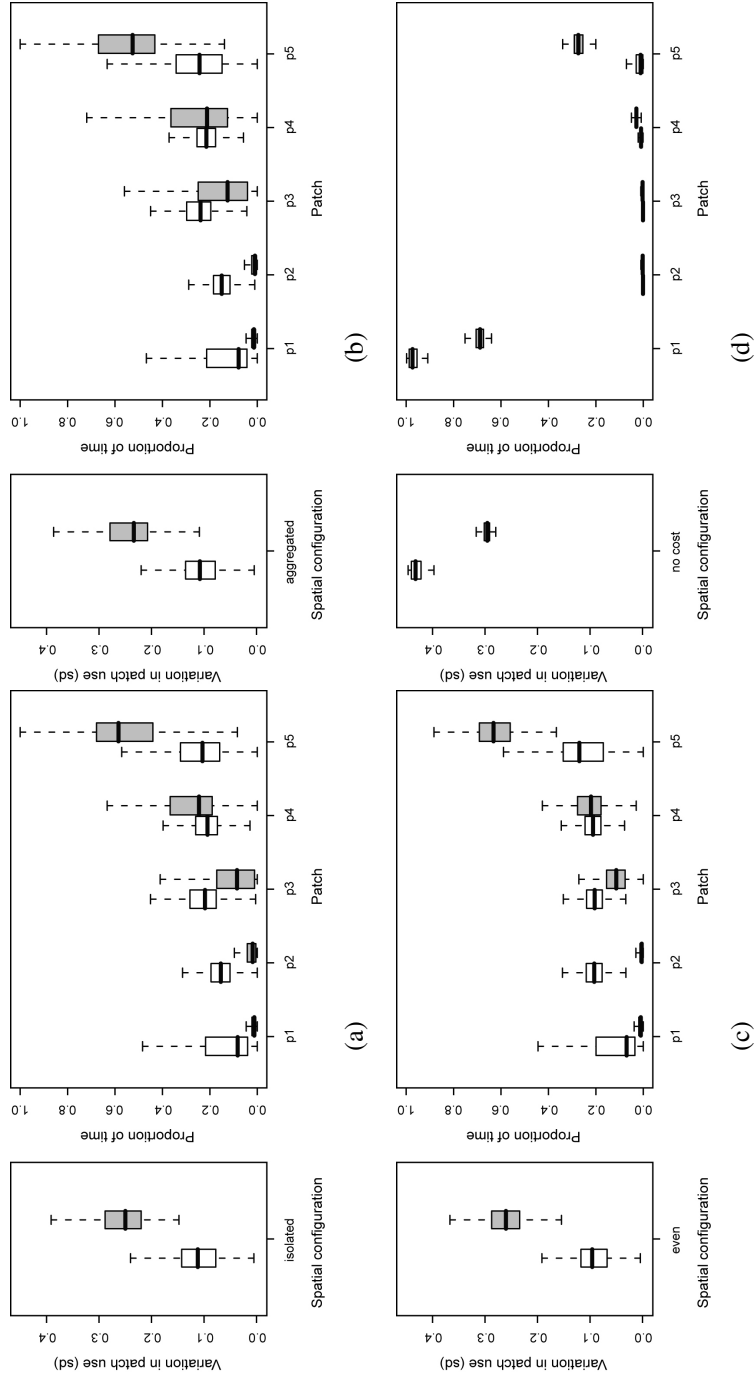 Variation in patch use (sd)
0.0 0.1 0.2 0.3 0.4
isolated
Spatial configuration
Proportion of time
0.0 0.2 0.4 0.6 0.8 1.0
p1 p2 p3 p4 p5
Patch
(a)
Variation in patch use (sd)
0.0 0.1 0.2 0.3 0.4
aggregated
Spatial configuration
Proportion of time
0.0 0.2 0.4 0.6 0.8 1.0
p1 p2 p3 p4 p5
Patch
(b)
Variation in patch use (sd)
0.0 0.1 0.2 0.3 0.4
even
Spatial configuration
Proportion of time
0.0 0.2 0.4 0.6 0.8 1.0
p1 p2 p3 p4 p5
Patch
(c)
Variation in patch use (sd)
0.0 0.1 0.2 0.3 0.4
no cost
Spatial configuration
Proportion of time
0.0 0.2 0.4 0.6 0.8 1.0
p1 p2 p3 p4 p5
Patch
(d)